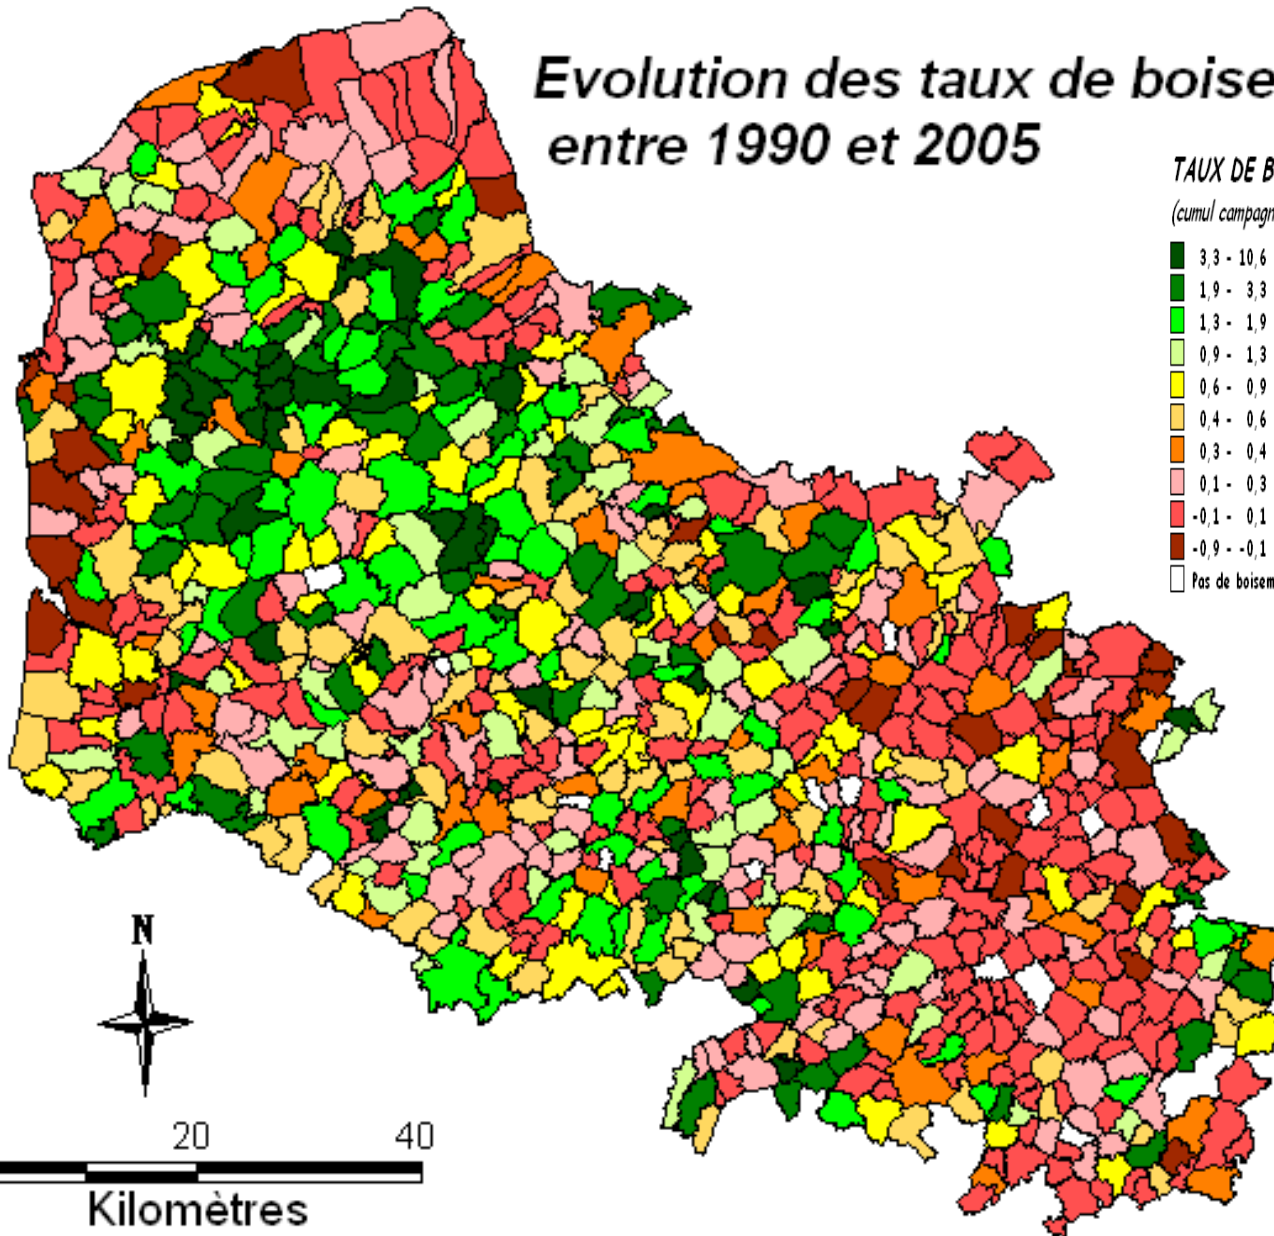 Evolution des taux de boise
entre 1990 et 2005
TAUX DE B
(cumul campagn
3,3 - 10,6
1,9 - 3,3
1,3 - 1,9
0,9 - 1,3
0,6 - 0,9
0,4 - 0,6
0,3 - 0,4
0,1 - 0,3
-0,1 - 0,1
-0,9 - -0,1
Pas de boisem
N
20 40
Kilomètres